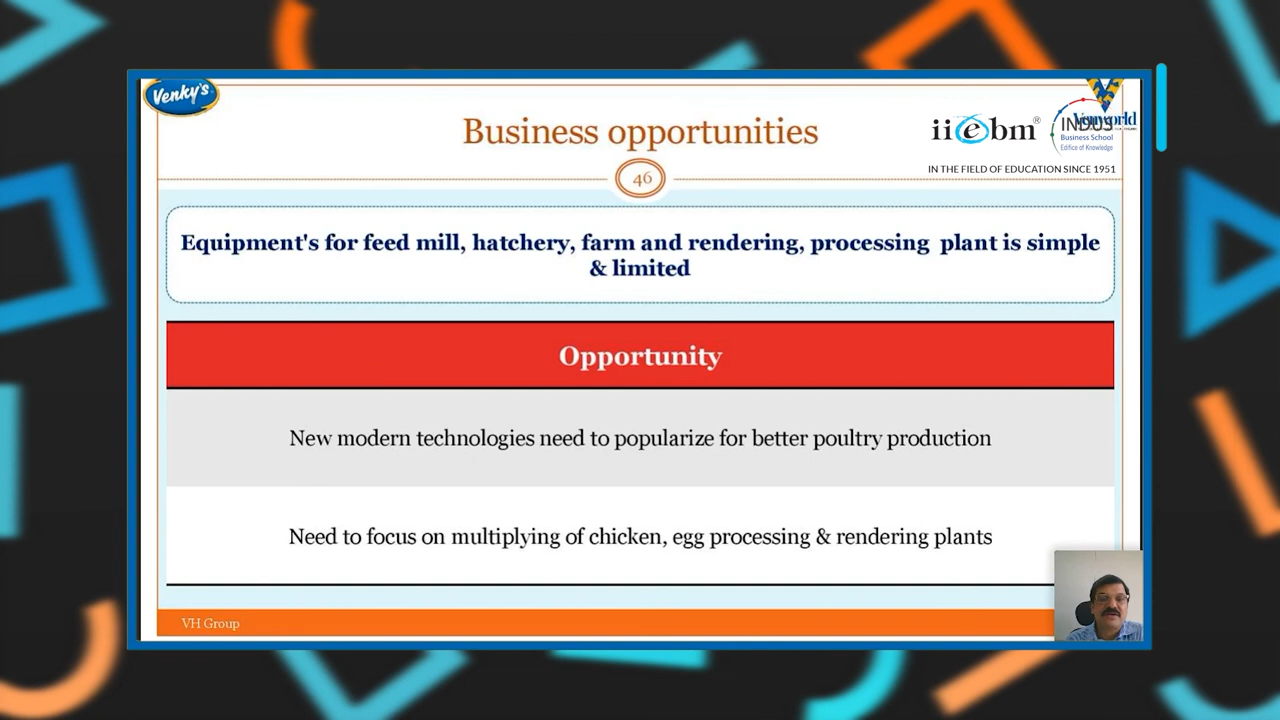 Venky's
Business opportunities
iiebm®
INDUS
Business School
Edifice of Knowledge
IN THE FIELD OF EDUCATION SINCE 1951
46
Equipment's for feed mill, hatchery, farm and rendering, processing plant is simple
& limited
Opportunity
New modern technologies need to popularize for better poultry production
Need to focus on multiplying of chicken, egg processing & rendering plants
VH Group